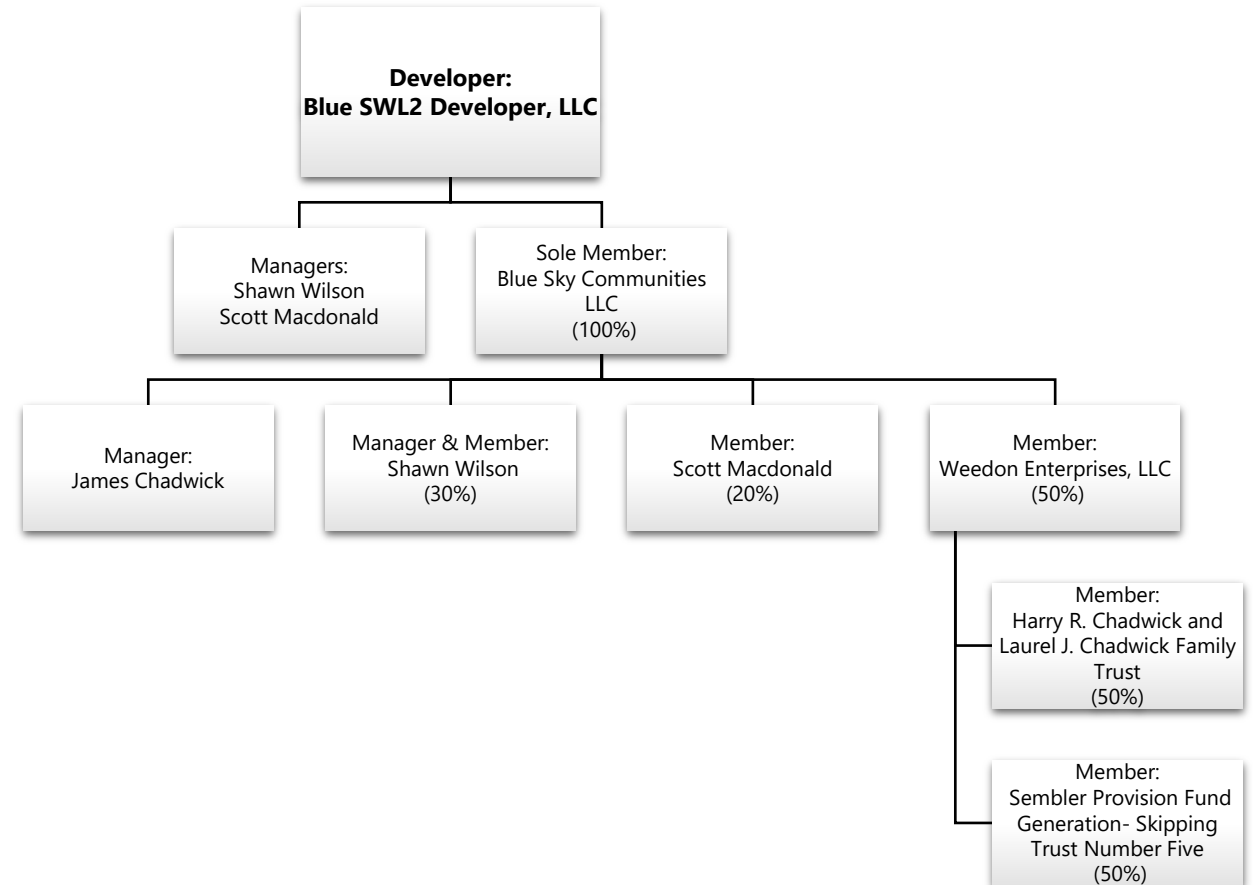 Developer:
Blue SWL2 Developer, LLC
Managers:
Shawn Wilson
Scott Macdonald
Sole Member:
Blue Sky Communities
LLC
(100%)
Manager:
James Chadwick
Manager & Member:
Shawn Wilson
(30%)
Member:
Scott Macdonald
(20%)
Member:
Weedon Enterprises, LLC
(50%)
Member:
Harry R. Chadwick and
Laurel J. Chadwick Family
Trust
(50%)
Member:
Sembler Provision Fund
Generation- Skipping
Trust Number Five
(50%)